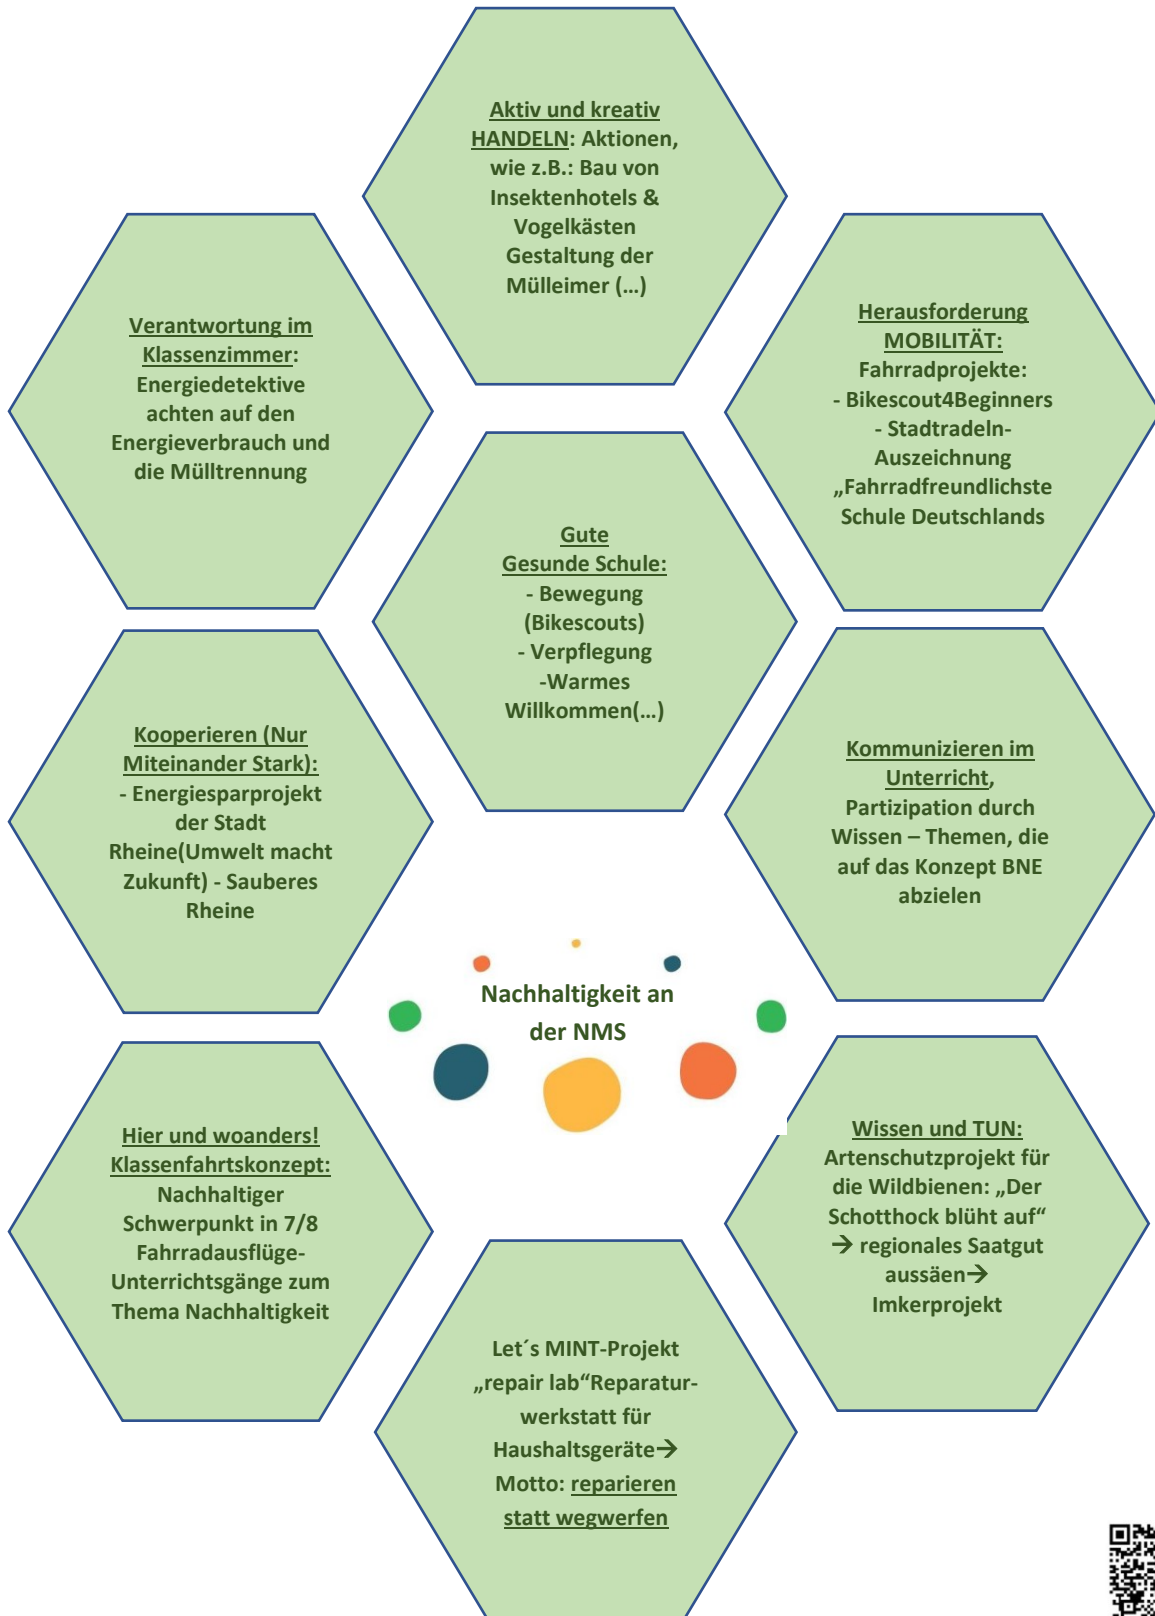 Aktiv und kreativ
HANDELN: Aktionen,
wie z.B.: Bau von
Insektenhotels &
Vogelkästen
Gestaltung der
Mülleimer (...)
Verantwortung im
Klassenzimmer:
Energiedetektive
achten auf den
Energieverbrauch und
die Mülltrennung
Herausforderung
MOBILITÄT:
Fahrradprojekte:
- Bikescout4Beginners
- Stadtradeln-
Auszeichnung
„Fahrradfreundlichste
Schule Deutschlands
Gute
Gesunde Schule:
- Bewegung
(Bikescouts)
- Verpflegung
-Warmes
Willkommen(...)
Kooperieren (Nur
Miteinander Stark):
- Energiesparprojekt
der Stadt
Rheine(Umwelt macht
Zukunft) - Sauberes
Rheine
Kommunizieren im
Unterricht,
Partizipation durch
Wissen – Themen, die
auf das Konzept BNE
abzielen
Nachhaltigkeit an
der NMS
Hier und woanders!
Klassenfahrtskonzept:
Nachhaltiger
Schwerpunkt in 7/8
Fahrradausflüge-
Unterrichtsgänge zum
Thema Nachhaltigkeit
Wissen und TUN:
Artenschutzprojekt für
die Wildbienen: „Der
Schotthock blüht auf“
→ regionales Saatgut
aussäen→
Imkerprojekt
Let´s MINT-Projekt
„repair lab“Reparatur-
werkstatt für
Haushaltsgeräte→
Motto: reparieren
statt wegwerfen